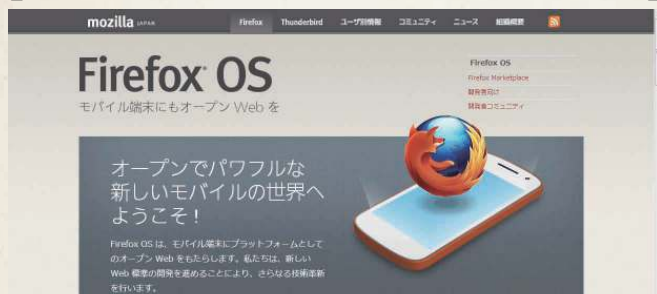 mozilla JAPAN
Firefox Thunderbird ユーザ別情報 コミュニティ ニュース 組織概要
Firefox OS
モバイル端末にもオープン Web を
Firefox OS
Firefox Marketplace
開発者向け
開発者コミュニティ
オープンでパワフルな
新しいモバイルの世界へ
ようこそ！
Firefox OS は、モバイル端末にプラットフォームとして
のオープン Web をもたらします。私たちは、新しい
Web 標準の開発を進めることにより、さらなる技術革新
を行います。